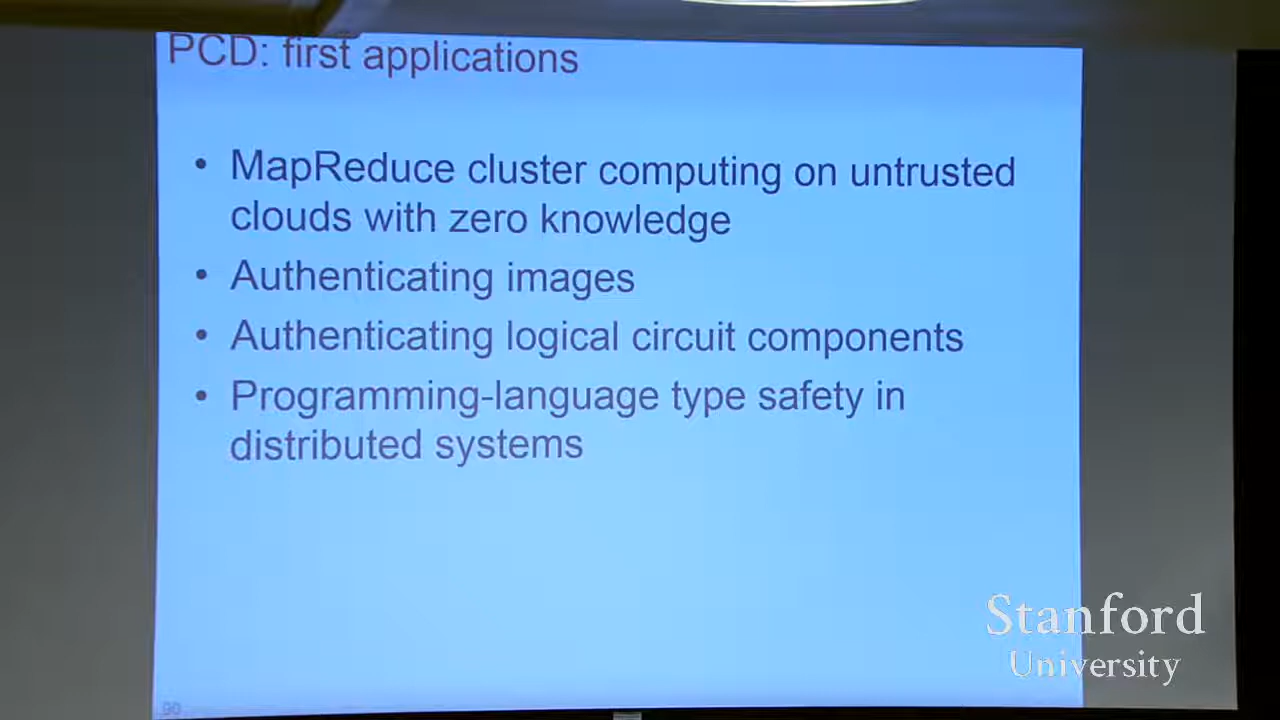 PCD: first applications
• MapReduce cluster computing on untrusted
clouds with zero knowledge
• Authenticating images
• Authenticating logical circuit components
• Programming-language type safety in
distributed systems
Stanford
University
90